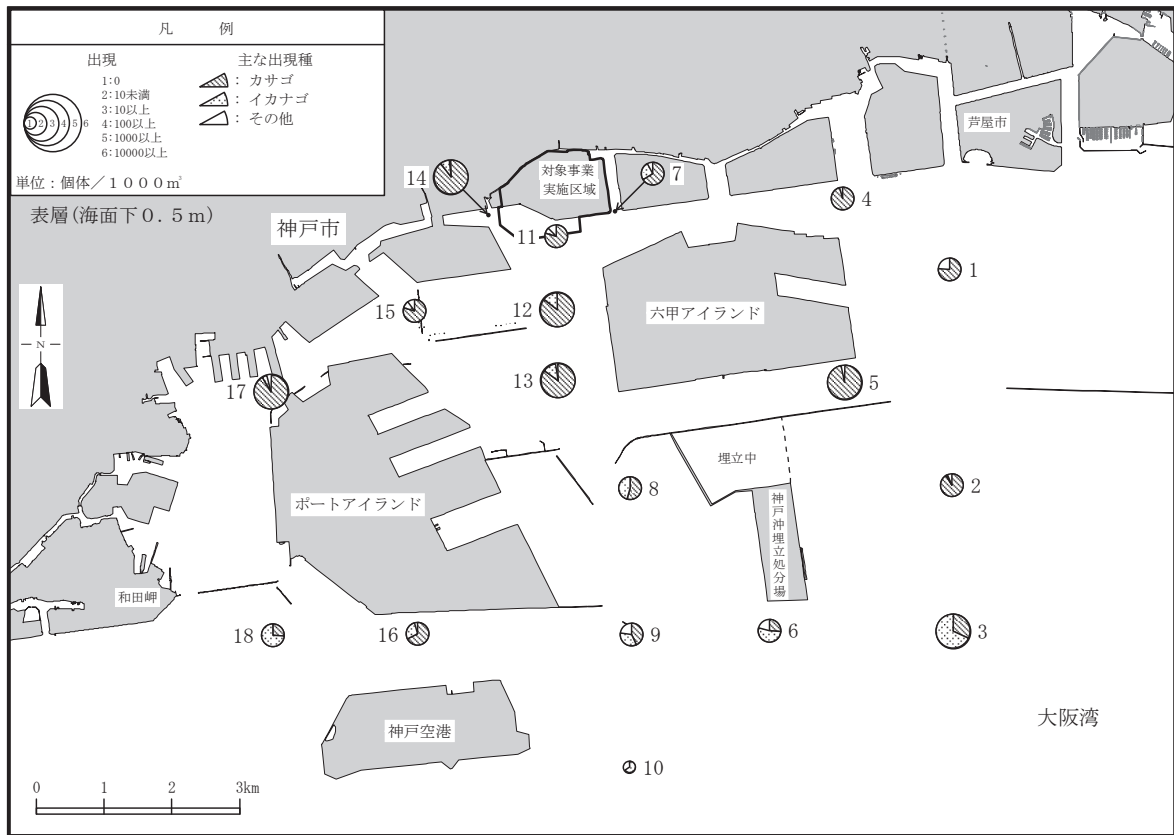 凡　例
出現
1:0
2:10未満
3:10以上
4:100以上
5:1000以上
6:10000以上
1 2 3 4 5 6
主な出現種
：カサゴ
：イカナゴ
：その他
単位：個体／1000m³
表層(海面下0.5m)
神戸市
芦屋市
対象事業
実施区域
14
7
4
11
1
15
12
六甲アイランド
N
17
13
5
埋立中
8
2
ポートアイランド
神戸沖埋立処分場
和田岬
18
16
9
6
3
神戸空港
大阪湾
10
0 1 2 3km